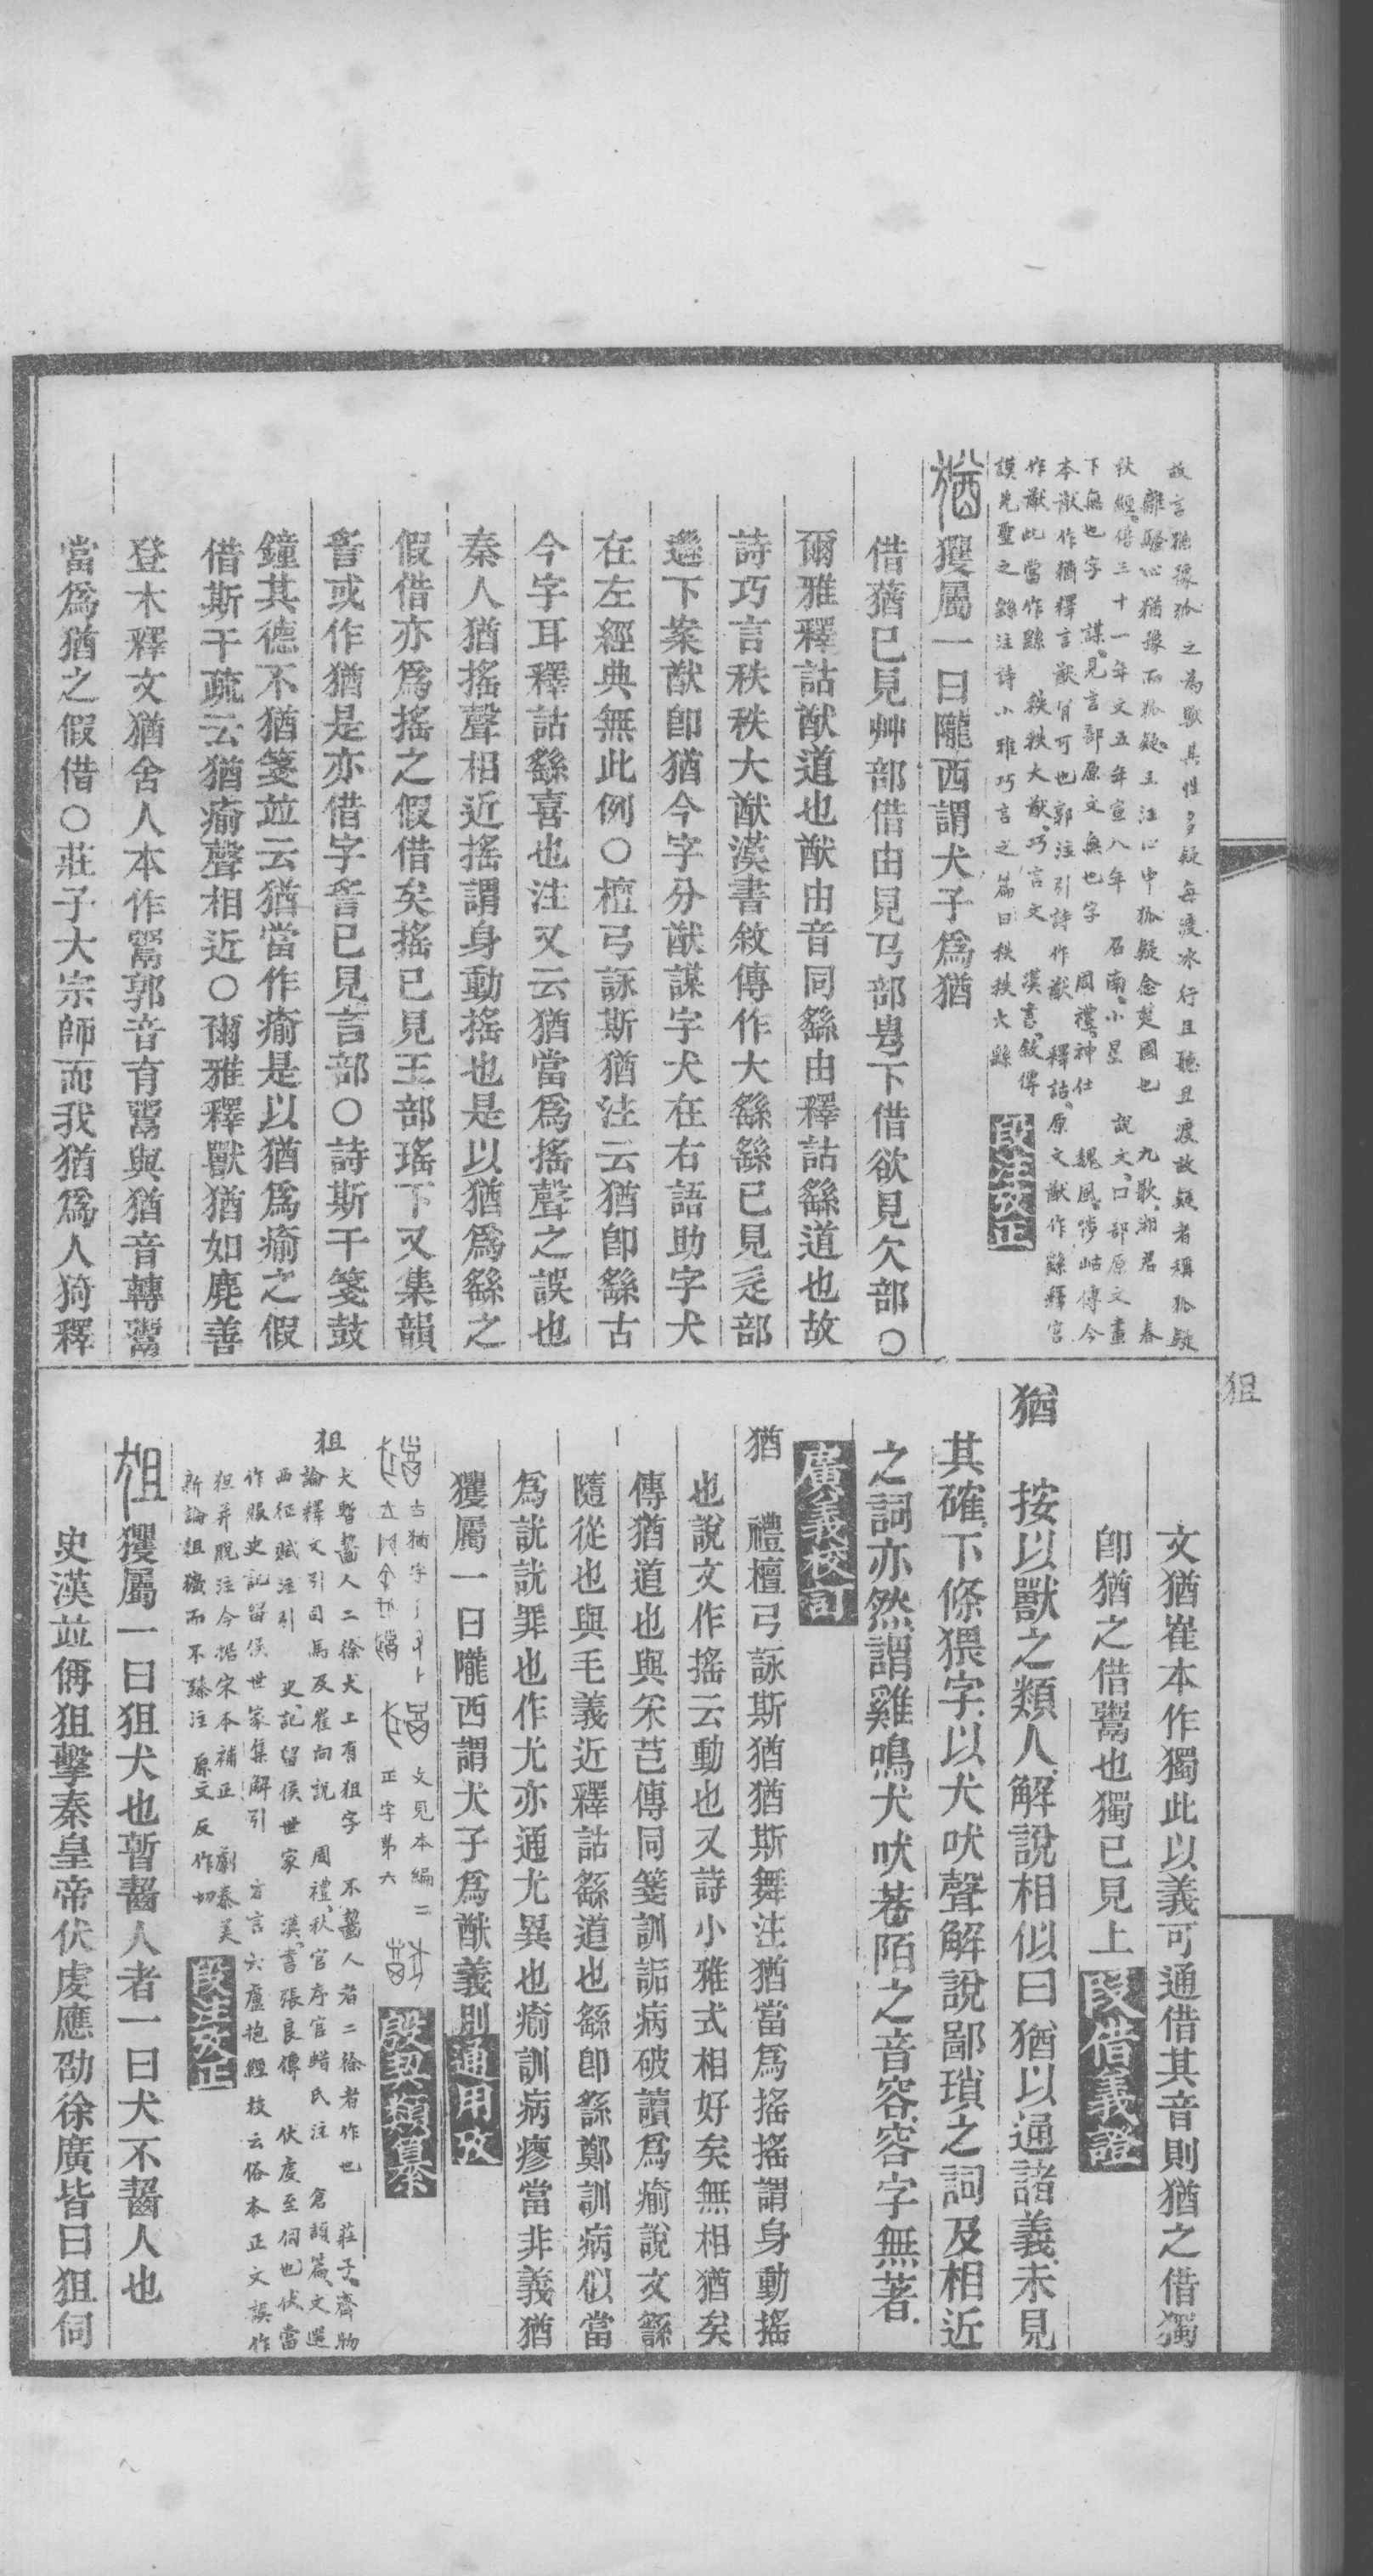 故言猶豫狐之為獸其性多疑每渡冰行且聽且渡故疑者稱狐疑
離騷心猶豫而狐疑王注心中狐疑念楚國也　九歌湘君　春
秋經僖三十一年文五年宣八年　召南小星　說文口部原文畫
下無也字　謀見言部原文無也字　周禮神仕　魏風陟岵傳今
本猷作猶釋言猷肯可也郭注引詩作猷　釋詁原文猷作繇釋宮
作猷此當作繇　秩秩大猷巧言文　漢書敘傳
謨先聖之繇注詩小雅巧言之篇曰秩秩大繇　段注攷正
猶　玃屬一曰隴西謂犬子爲猶
借蕕已見艸部借由見㔾部甹下借欲見欠部○
爾雅釋詁猷道也猷由音同繇由釋詁繇道也故
詩巧言秩秩大猷漢書敘傳作大繇繇已見辵部
邎下案猷卽猶今字分猷謀字犬在右語助字犬
在左經典無此例○檀弓詠斯猶注云猶卽繇古
今字耳釋詁繇喜也注又云猶當爲搖聲之誤也
秦人猶搖聲相近搖謂身動搖也是以猶爲繇之
假借亦爲搖之假借矣搖已見王部瑤下又集韻
䚻或作猶是亦借字䚻已見言部○詩斯干箋鼓
鐘其德不猶箋竝云猶當作瘉是以猶爲瘉之假
借斯干疏云猶瘉聲相近○爾雅釋獸猶如麂善
登木釋文猶舍人本作鬻郭音育鬻與猶音轉鬻
當爲猶之假借○莊子大宗師而我猶爲人猗釋
文猶崔本作獨此以義可通借其音則猶之借獨
卽猶之借鬻也獨已見上　段借義證
猶　按以獸之類人解說相似曰猶以通諸義未見
其確下條猥字以犬吠聲解說鄙瑣之詞及相近
之詞亦然謂雞鳴犬吠巷陌之音容容字無著
廣義校訂
猶　禮檀弓詠斯猶猶斯舞注猶當爲搖搖謂身動搖
也說文作搖云動也又詩小雅式相好矣無相猶矣
傳猶道也與采芑傳同箋訓詬病破讀爲瘉說文繇
隨從也與毛義近釋詁繇道也繇卽繇鄭訓病似當
爲訧訧罪也作尤亦通尤異也瘉訓病瘳當非義猶
玃屬一曰隴西謂犬子爲猷義別　通用攷
古猶字　文見本編二　正字第六　殷契類纂
狙　犬暫齧人二徐犬上有狙字　不齧人者二徐者作也　莊子齊物
論釋文引司馬及崔向說　周禮秋官序官蜡氏注　倉頡篇文選
西征賦注引　史記留侯世家　漢書張良傳　伏虔至伺也伏當
作服史記留侯世家集解引　方言六盧抱經校云俗本正文誤作
狚并脫注今據宋本補正　劇秦美
新論狙獷而不臻注　原文反作切　段注攷正
狙　玃屬一曰狙犬也暫齧人者一曰犬不齧人也
史漢竝偁狙擊秦皇帝伏虔應劭徐廣皆曰狙伺
狙